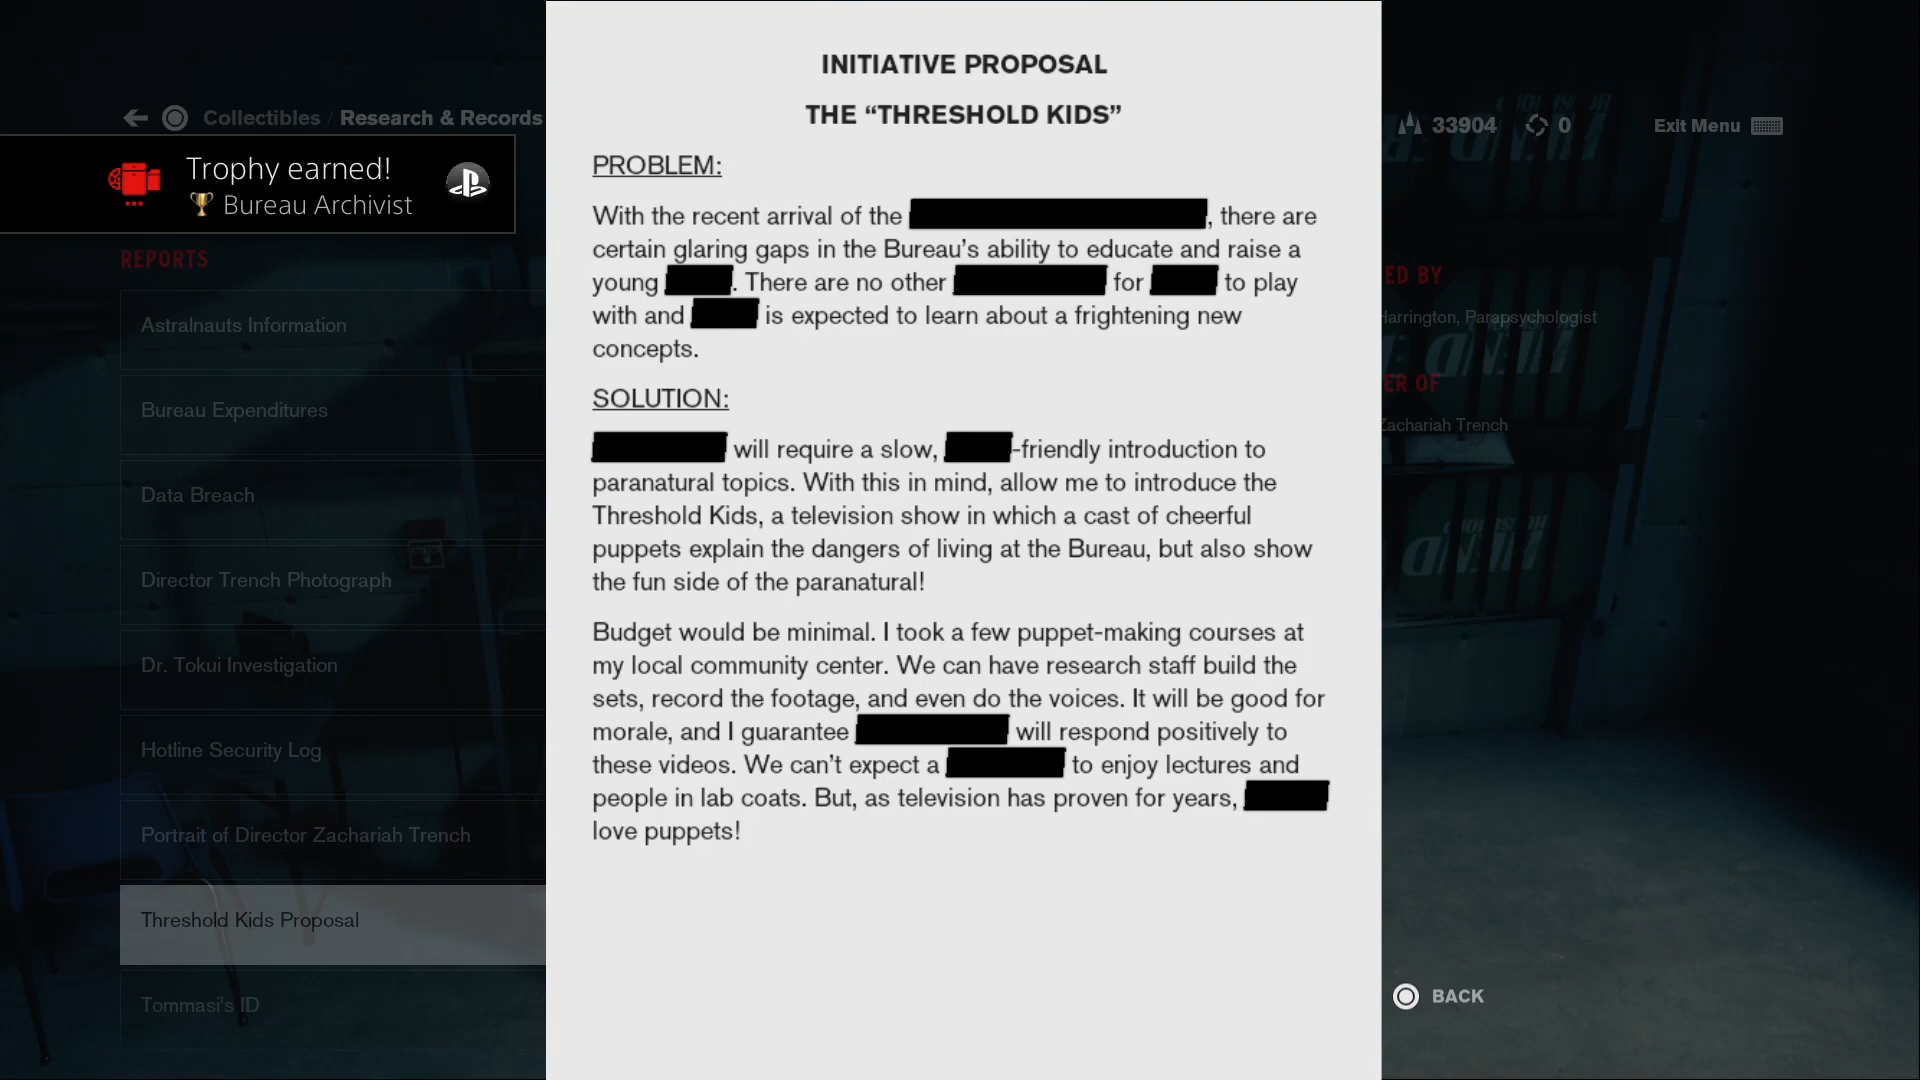 INITIATIVE PROPOSAL
THE “THRESHOLD KIDS”
Collectibles / Research & Records
33904
0
Exit Menu
Trophy earned!
Bureau Archivist
REPORTS
Astralnauts Information
Bureau Expenditures
Data Breach
Director Trench Photograph
Dr. Tokui Investigation
Hotline Security Log
Portrait of Director Zachariah Trench
Threshold Kids Proposal
Tommasi's ID
PROBLEM:
With the recent arrival of the , there are
certain glaring gaps in the Bureau’s ability to educate and raise a
young . There are no other for to play
with and is expected to learn about a frightening new
concepts.
SOLUTION:
will require a slow, -friendly introduction to
paranatural topics. With this in mind, allow me to introduce the
Threshold Kids, a television show in which a cast of cheerful
puppets explain the dangers of living at the Bureau, but also show
the fun side of the paranatural!
Budget would be minimal. I took a few puppet-making courses at
my local community center. We can have research staff build the
sets, record the footage, and even do the voices. It will be good for
morale, and I guarantee will respond positively to
these videos. We can’t expect a to enjoy lectures and
people in lab coats. But, as television has proven for years,
love puppets!
ED BY
Harrington, Parapsychologist
ER OF
Zachariah Trench
BACK